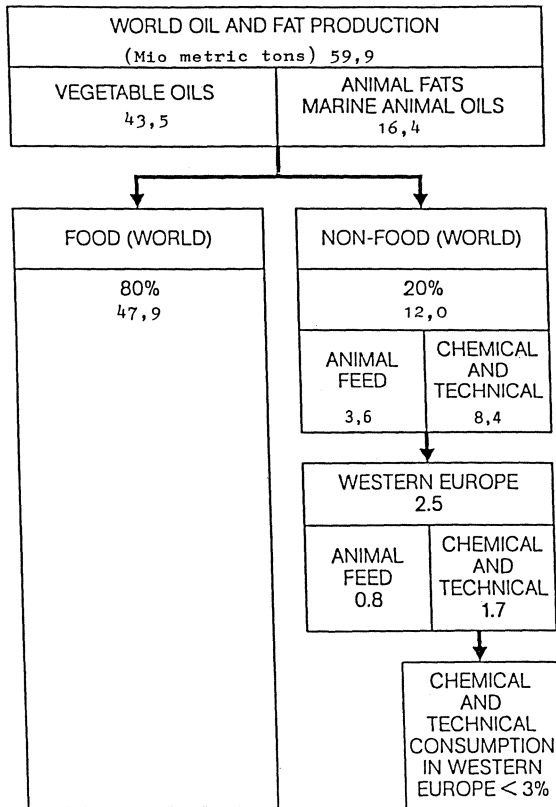 WORLD OIL AND FAT PRODUCTION
(Mio metric tons) 59,9
VEGETABLE OILS
43,5
ANIMAL FATS
MARINE ANIMAL OILS
16,4
FOOD (WORLD)
80%
47,9
NON-FOOD (WORLD)
20%
12,0
ANIMAL
FEED
3,6
CHEMICAL
AND
TECHNICAL
8,4
WESTERN EUROPE
2.5
ANIMAL
FEED
0.8
CHEMICAL
AND
TECHNICAL
1.7
CHEMICAL
AND
TECHNICAL
CONSUMPTION
IN WESTERN
EUROPE < 3%